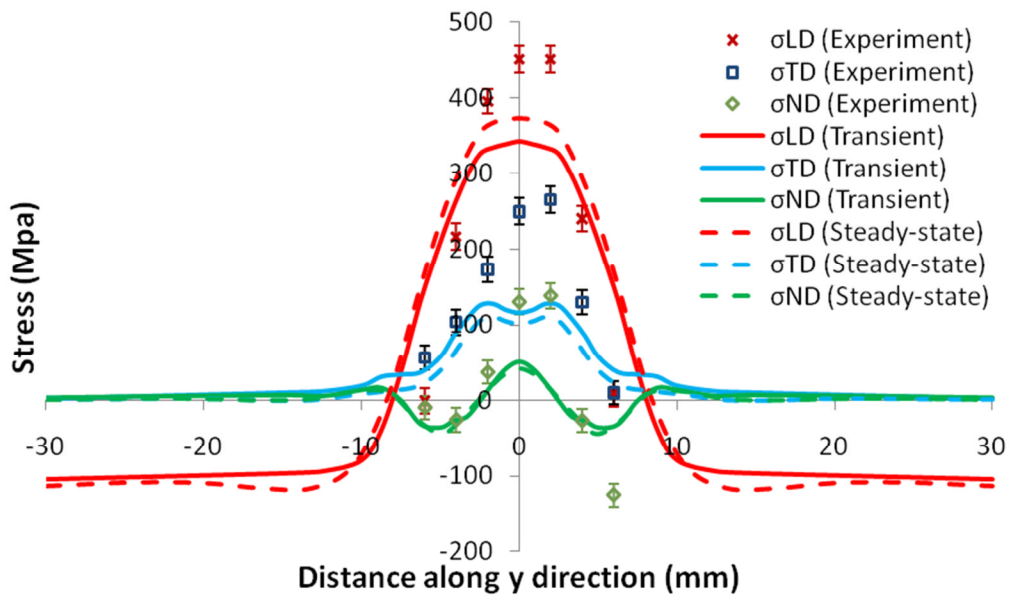 500
400
300
200
100
0
-100
-200
-30
-20
-10
0
10
20
30
Stress (Mpa)
Distance along y direction (mm)
σLD (Experiment)
σTD (Experiment)
σND (Experiment)
σLD (Transient)
σTD (Transient)
σND (Transient)
σLD (Steady-state)
σTD (Steady-state)
σND (Steady-state)